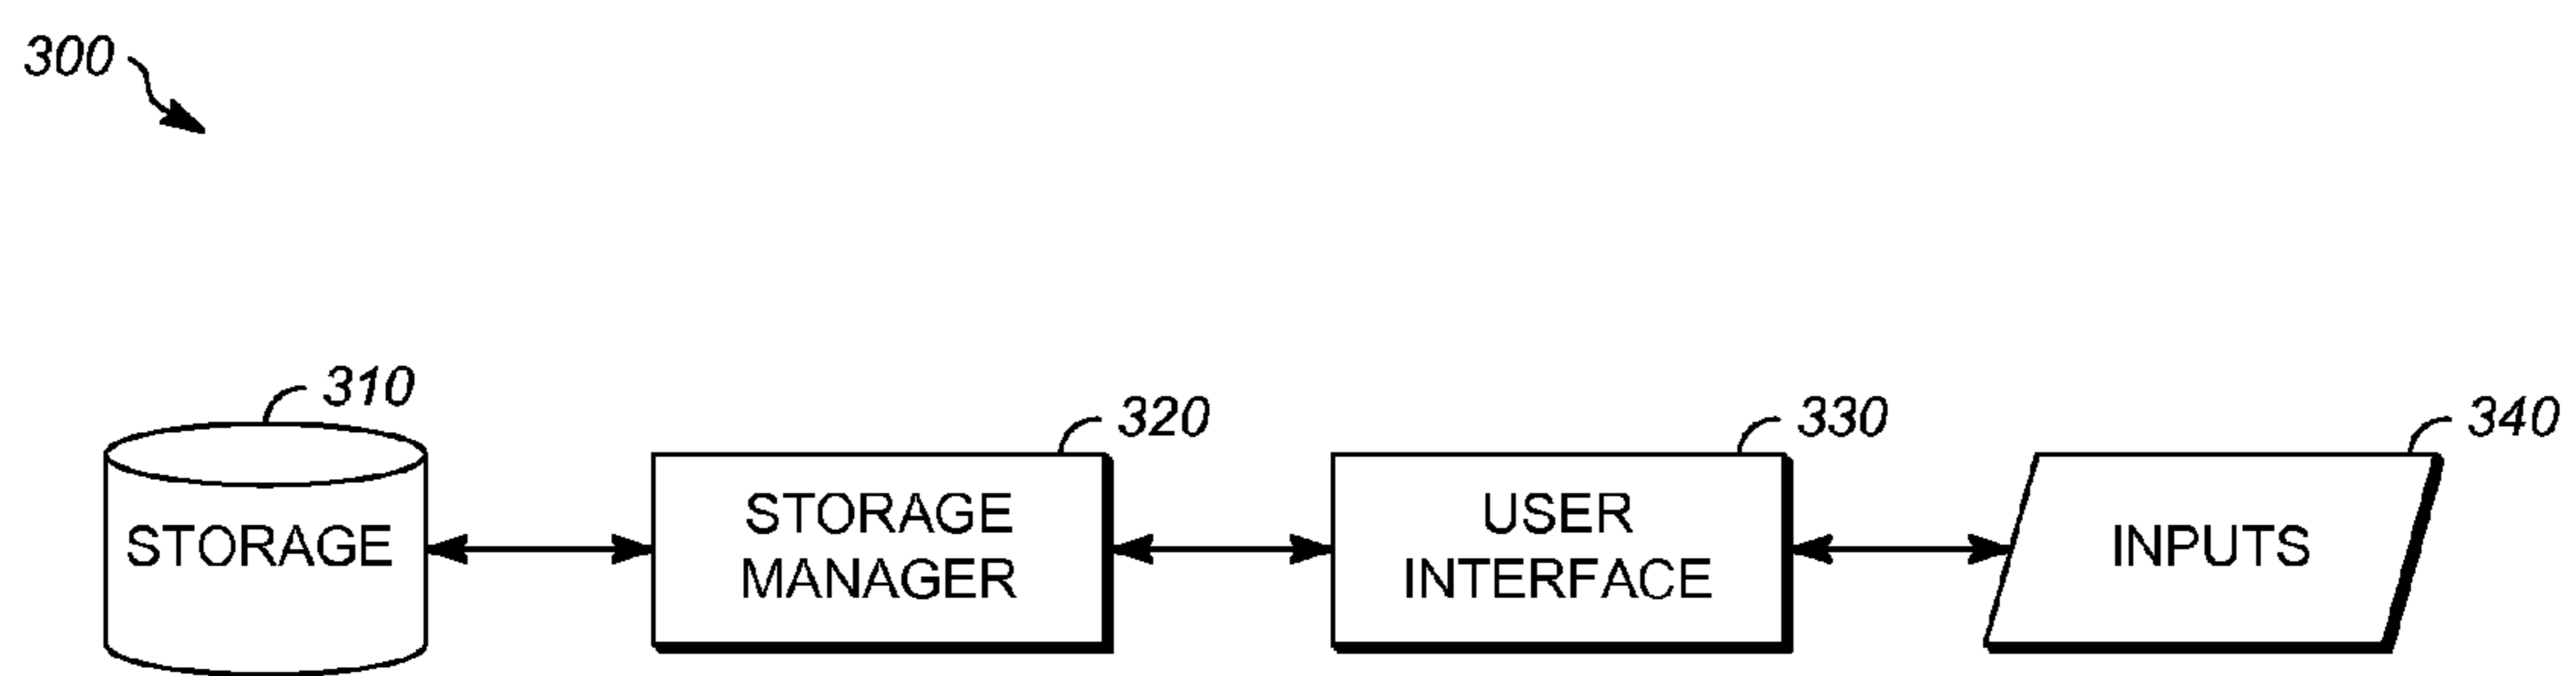 300
310
320
330
340
STORAGE
STORAGE
MANAGER
USER
INTERFACE
INPUTS